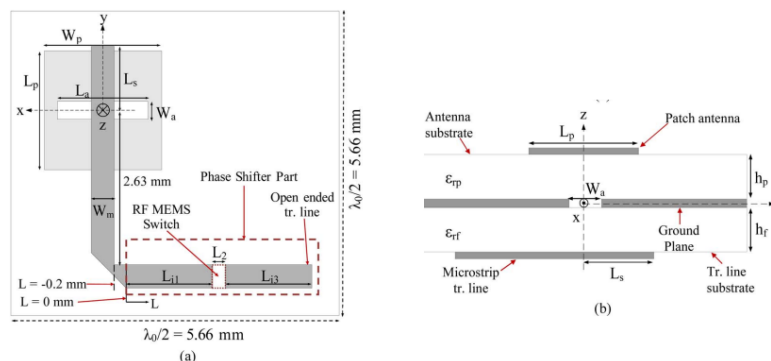 y
Wp
Lp
La
Ls
x
z
Wa
2.63 mm
Phase Shifter Part
Wm
RF MEMS
Switch
Open ended
tr. line
L2
Li1
Li3
L = -0.2 mm
L = 0 mm
L
λ0/2 = 5.66 mm
λ0/2 = 5.66 mm
(a)
z
Antenna
substrate
Lp
Patch antenna
εrp
Wa
hp
x
εrf
Ground
Plane
hf
Microstrip
tr. line
Ls
Tr. line
substrate
(b)